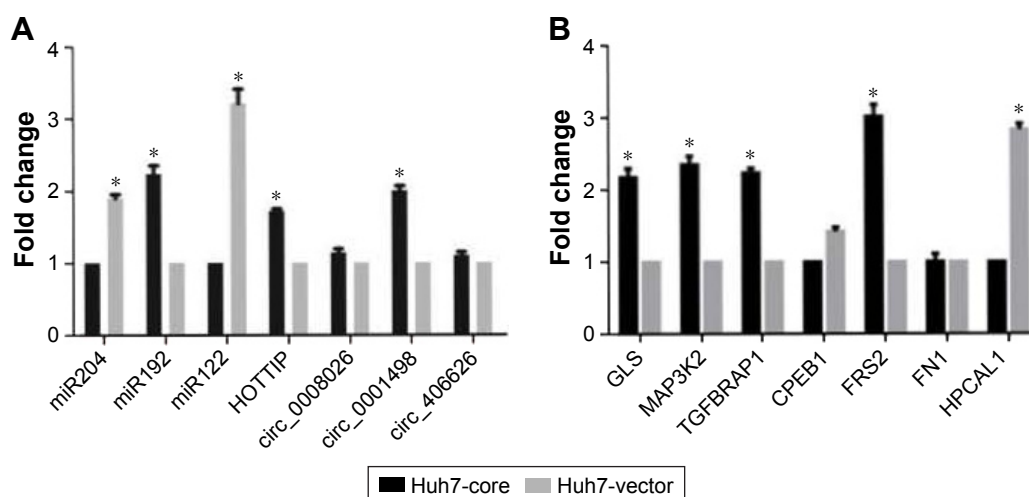 A
Fold change
4
3
2
1
0
* * * * *
miR204
miR192
miR122
HOTTIP
circ_0008026
circ_0001498
circ_406626
B
Fold change
4
3
2
1
0
* * * * *
GLS
MAP3K2
TGFBRAP1
CPEB1
FRS2
FN1
HPCAL1
Huh7-core Huh7-vector